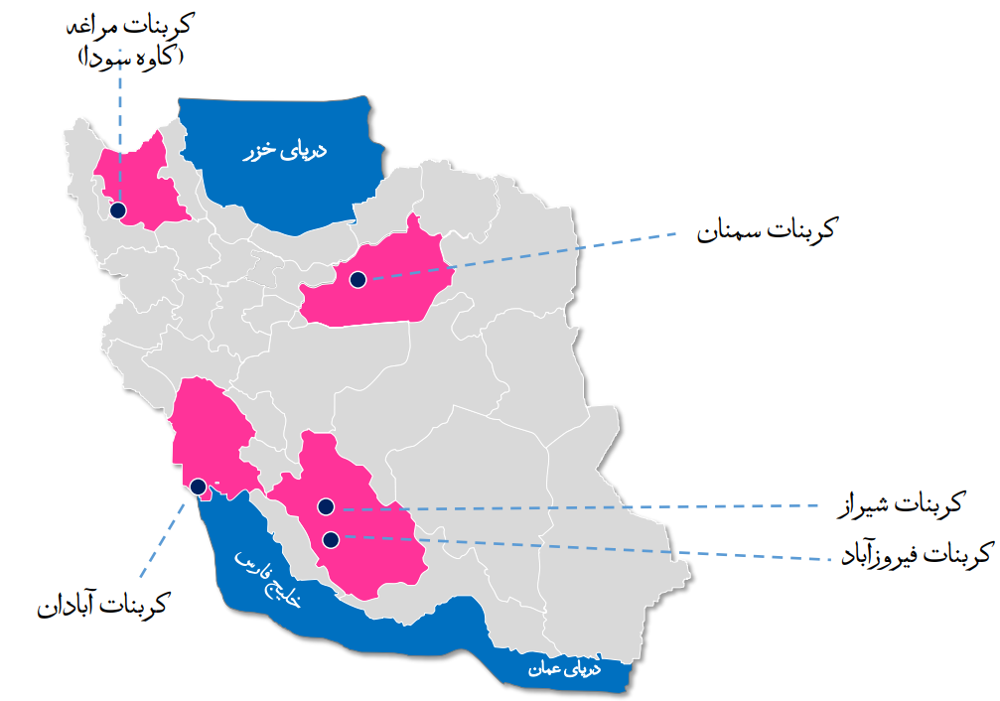 کربنات مراغه
(کاوه سودا)
دریای خزر
کربنات سمنان
کربنات شیراز
کربنات فیروزآباد
خلیج فارس
کربنات آبادان
دریای عمان